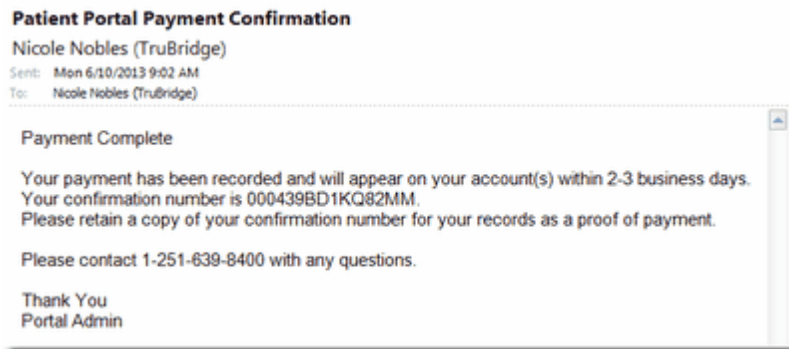 Patient Portal Payment Confirmation
Nicole Nobles (TruBridge)
Sent: Mon 6/10/2013 9:02 AM
To: Nicole Nobles (TruBridge)
Payment Complete
Your payment has been recorded and will appear on your account(s) within 2-3 business days.
Your confirmation number is 000439BD1KQ82MM.
Please retain a copy of your confirmation number for your records as a proof of payment.
Please contact 1-251-639-8400 with any questions.
Thank You
Portal Admin